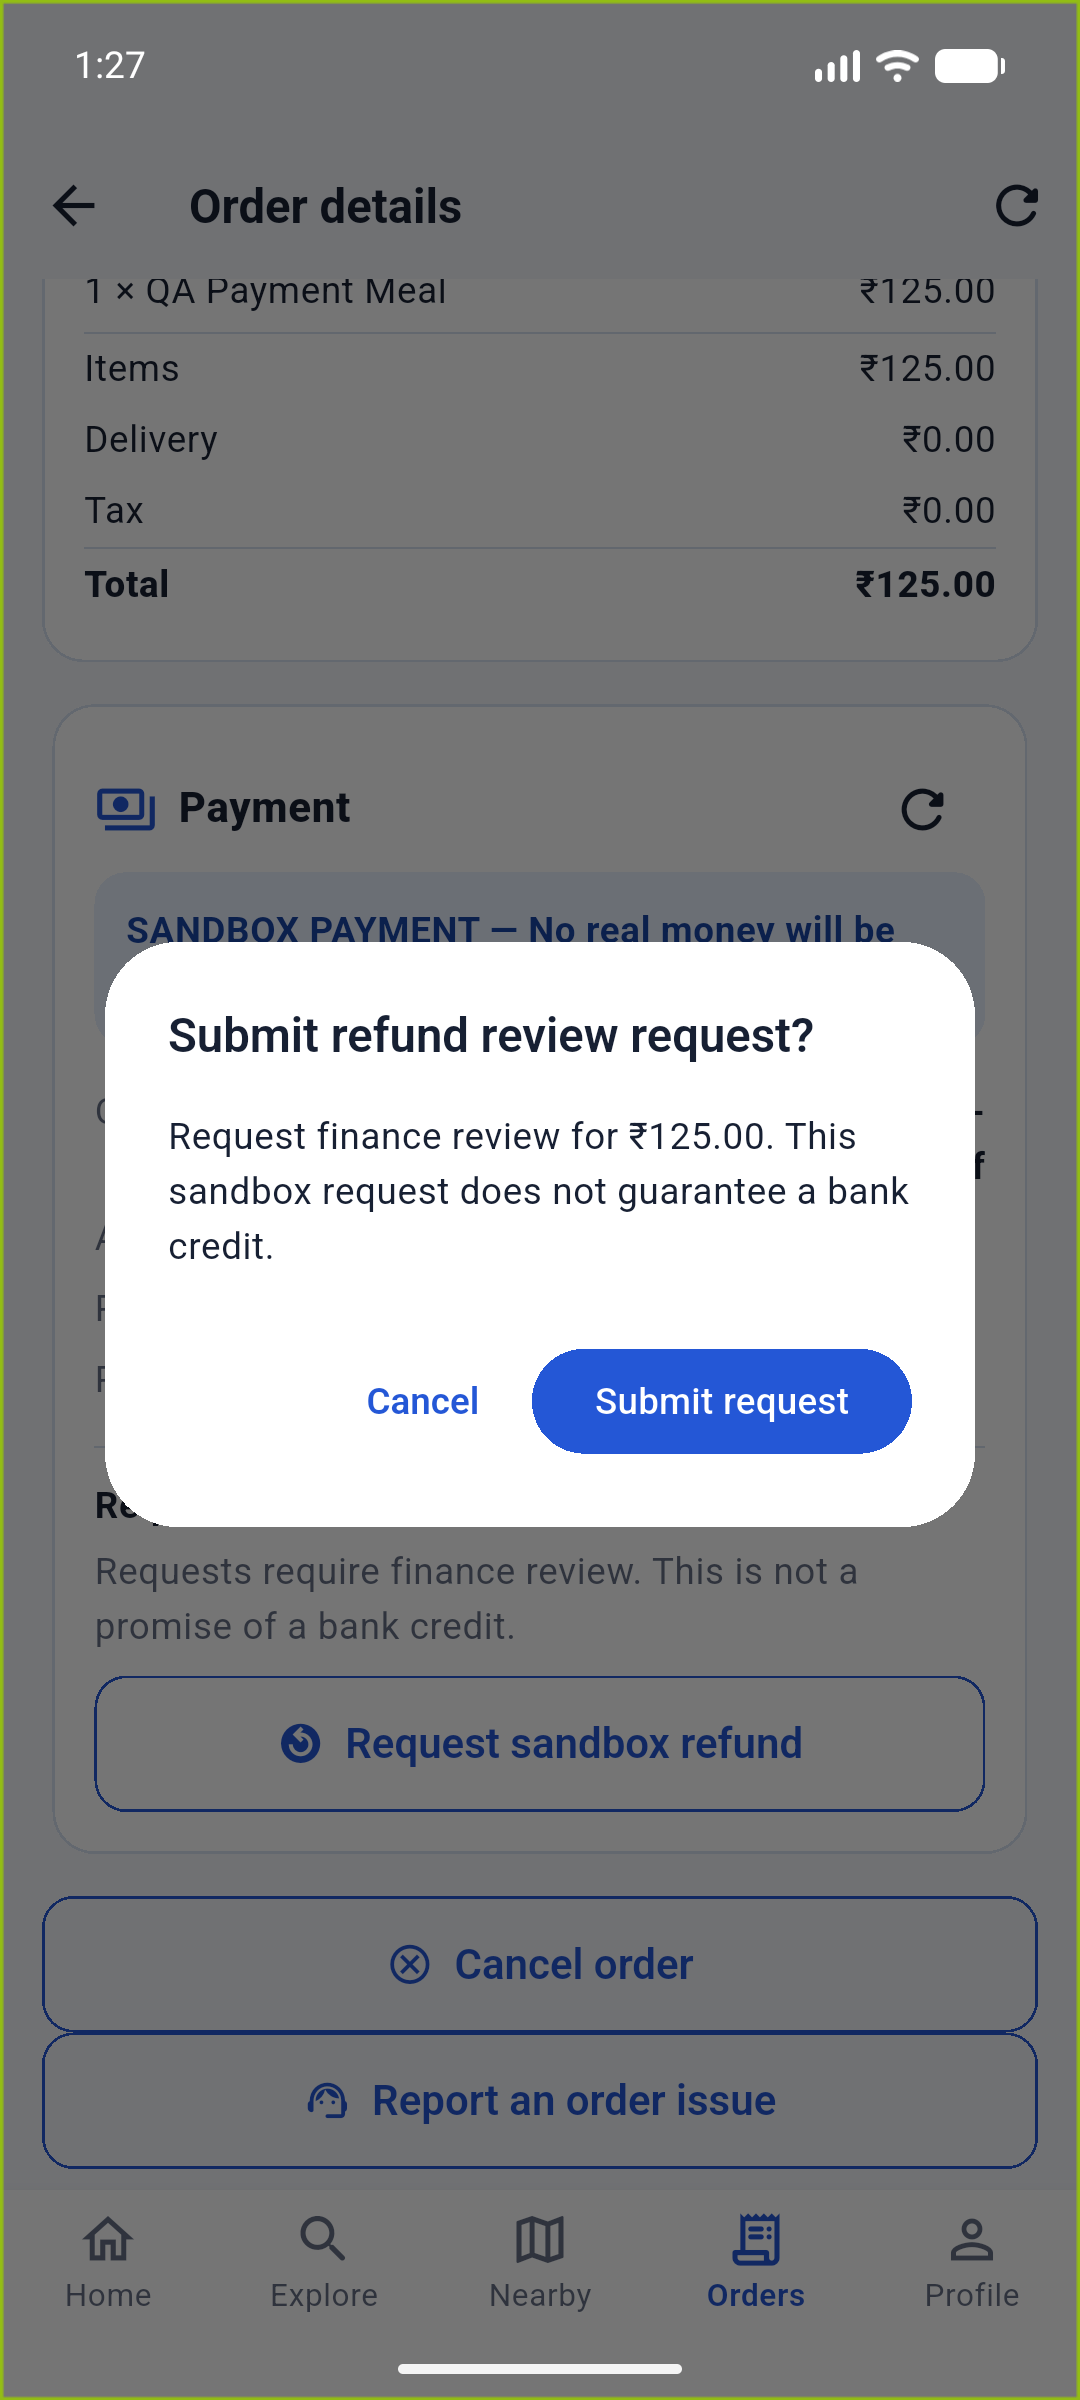 1:27
Order details
1 × QA Payment Meal ₹125.00
Items ₹125.00
Delivery ₹0.00
Tax ₹0.00
Total ₹125.00
Payment
SANDBOX PAYMENT — No real money will be
Submit refund review request?
Request finance review for ₹125.00. This
sandbox request does not guarantee a bank
credit.
Cancel Submit request
Requests require finance review. This is not a
promise of a bank credit.
Request sandbox refund
Cancel order
Report an order issue
Home Explore Nearby Orders Profile